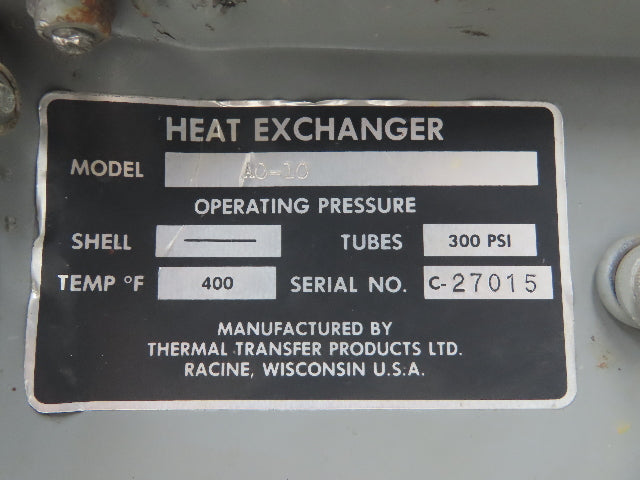 HEAT EXCHANGER
MODEL AO-10
OPERATING PRESSURE
SHELL —— TUBES 300 PSI
TEMP °F 400 SERIAL NO. C-27015
MANUFACTURED BY
THERMAL TRANSFER PRODUCTS LTD.
RACINE, WISCONSIN U.S.A.